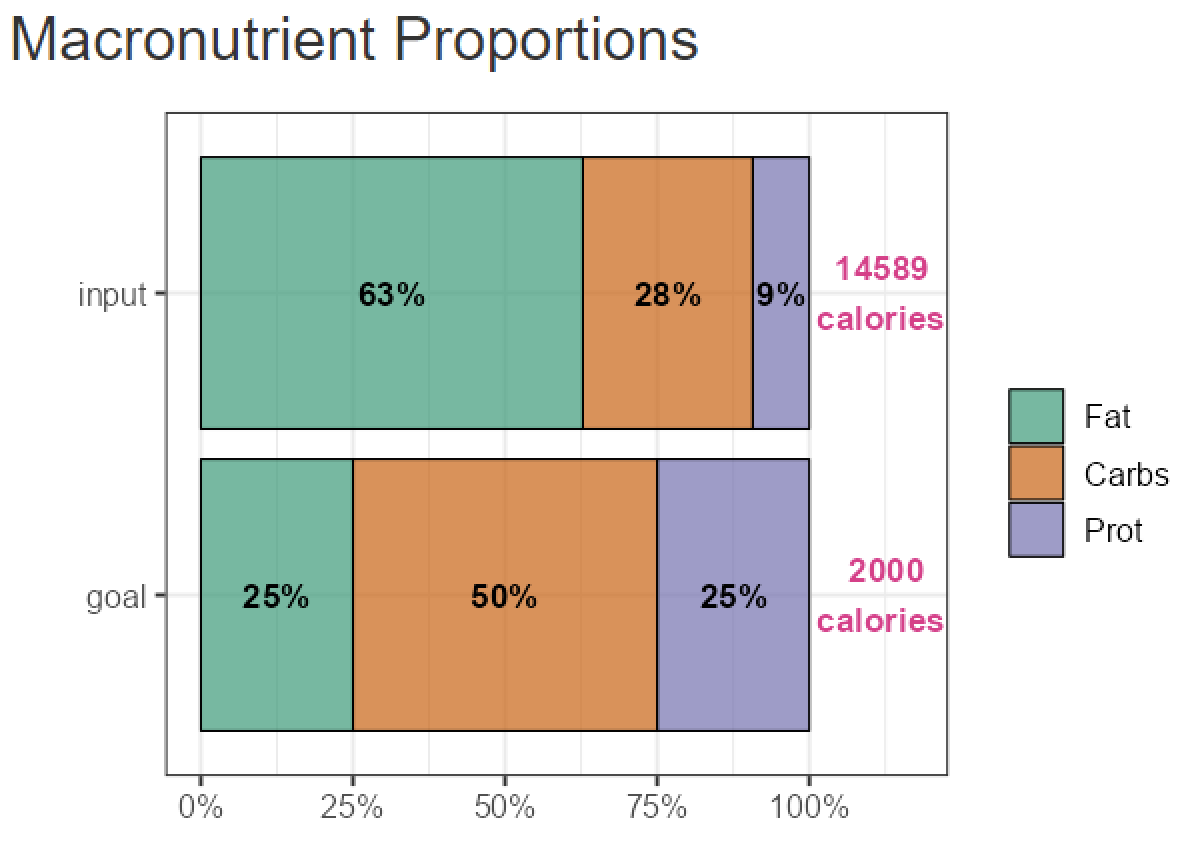 Macronutrient Proportions
input
63%
28%
9%
14589
calories
goal
25%
50%
25%
2000
calories
Fat
Carbs
Prot
0%
25%
50%
75%
100%